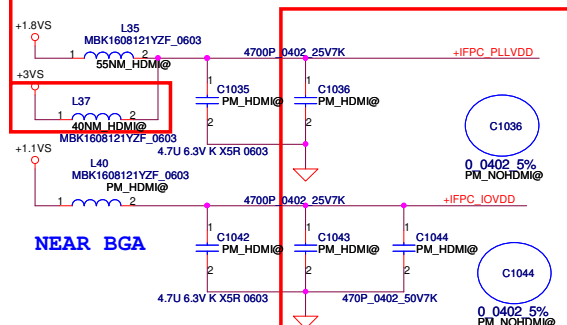 +1.8VS
L35
MBK1608121YZF_0603
1 2
55NM_HDMI@
4700P_0402_25V7K
+IFPC_PLLVDD
+3VS
L37
1 2
40NM_HDMI@
MBK1608121YZF_0603
1
C1035
PM_HDMI@
2
1
C1036
PM_HDMI@
2
4.7U 6.3V K X5R 0603
C1036
0_0402_5%
PM_NOHDMI@
+1.1VS
L40
MBK1608121YZF_0603
PM_HDMI@
1 2
4700P_0402_25V7K
+IFPC_IOVDD
NEAR BGA
1
C1042
PM_HDMI@
2
1
C1043
PM_HDMI@
2
1
C1044
PM_HDMI@
2
4.7U 6.3V K X5R 0603
470P_0402_50V7K
C1044
0_0402_5%
PM_NOHDMI@